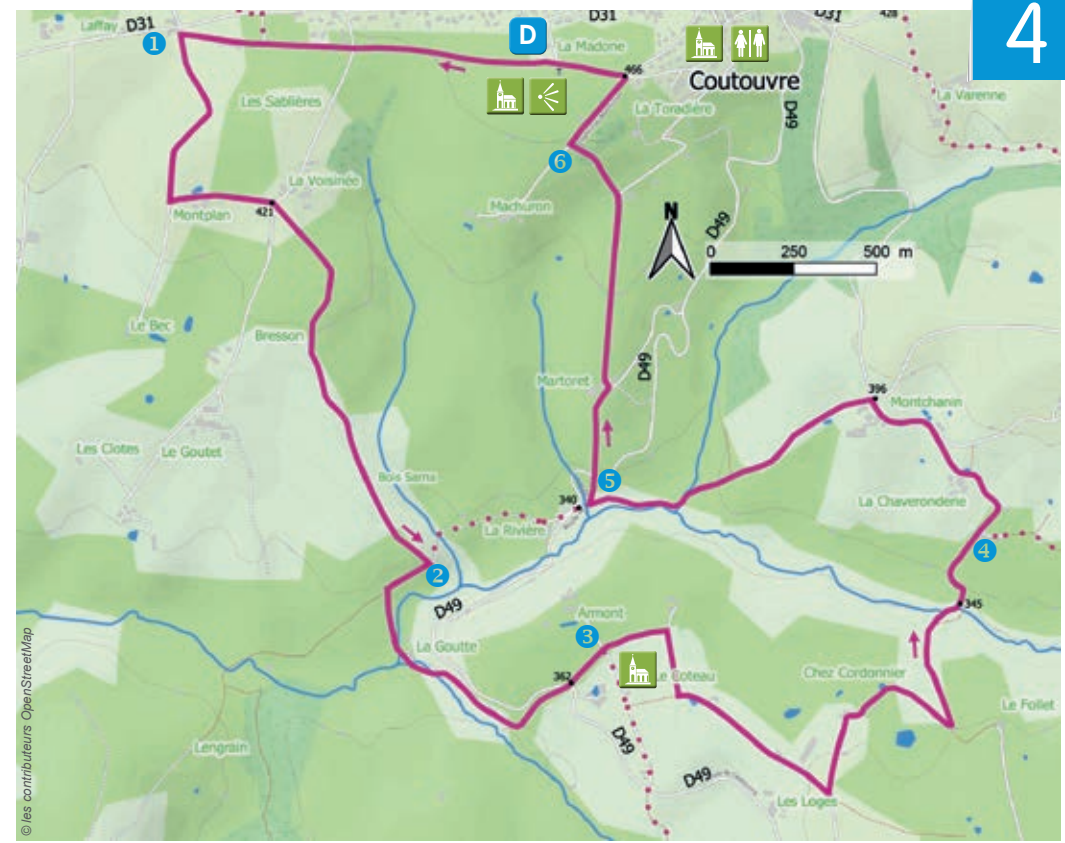 4
Laffay
D31
1
D
La Madone
D31
D31
428
466
Coutouvre
La Varenne
Les Sablières
La Toradière
D49
6
La Voisinée
Montplan
421
Machuron
N
D49
0 250 500 m
Le Bec
Bresson
Martoret
D49
396
Montchanin
Les Clotes
Le Goutet
Bois Sarna
5
La Chaveronderie
340
La Rivière
4
2
D49
345
Armont
3
La Goutte
362
Le Coteau
Chez Cordonnier
Le Follet
Lengrain
D49
D49
Les Loges
© les contributeurs OpenStreetMap